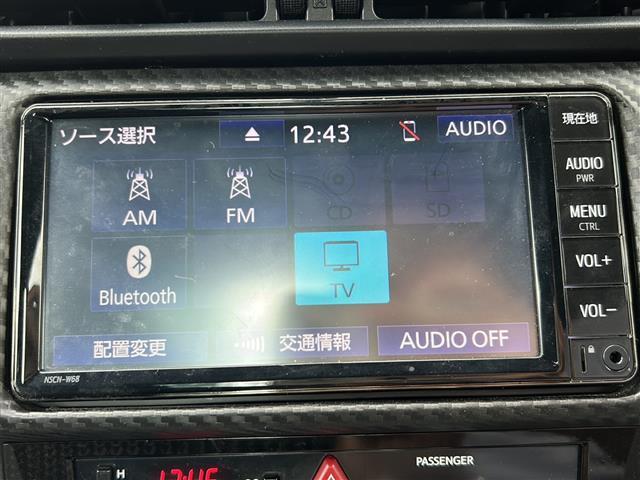 ソース選択 12:43 AUDIO
AM FM CD SD
Bluetooth TV
配置変更 交通情報 AUDIO OFF
現在地
AUDIO
PWR
MENU
CTRL
VOL+
VOL−
NSCN-W68
H
PASSENGER